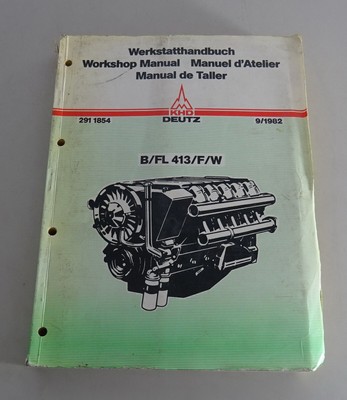 Werkstatthandbuch
Workshop Manual Manuel d'Atelier
Manual de Taller
KHD
291 1854 DEUTZ 9/1982
B/FL 413/F/W